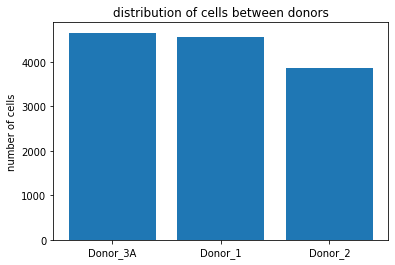 distribution of cells between donors
number of cells
4000
3000
2000
1000
0
Donor_3A
Donor_1
Donor_2